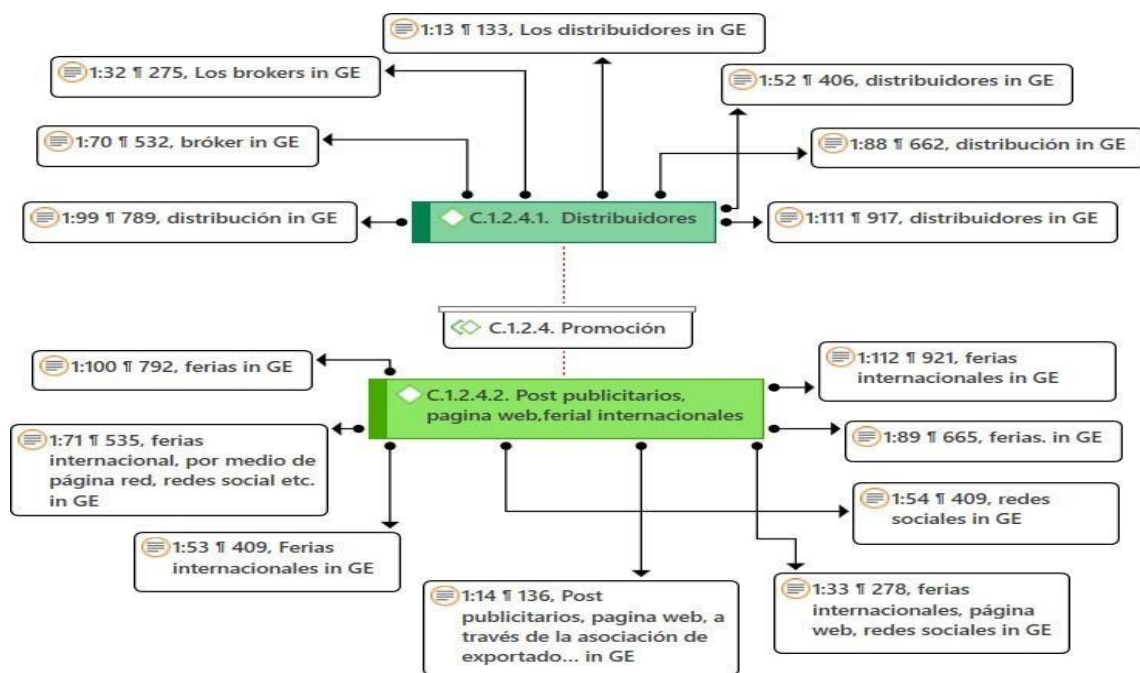 1:13 ¶ 133, Los distribuidores in GE
1:32 ¶ 275, Los brokers in GE
1:52 ¶ 406, distribuidores in GE
1:70 ¶ 532, bróker in GE
1:88 ¶ 662, distribución in GE
1:99 ¶ 789, distribución in GE
C.1.2.4.1. Distribuidores
1:111 ¶ 917, distribuidores in GE
C.1.2.4. Promoción
1:100 ¶ 792, ferias in GE
1:112 ¶ 921, ferias
internacionales in GE
C.1.2.4.2. Post publicitarios,
pagina web,ferial internacionales
1:71 ¶ 535, ferias
internacional, por medio de
página red, redes social etc.
in GE
1:89 ¶ 665, ferias. in GE
1:54 ¶ 409, redes
sociales in GE
1:53 ¶ 409, Ferias
internacionales in GE
1:14 ¶ 136, Post
publicitarios, pagina web, a
través de la asociación de
exportado... in GE
1:33 ¶ 278, ferias
internacionales, página
web, redes sociales in GE